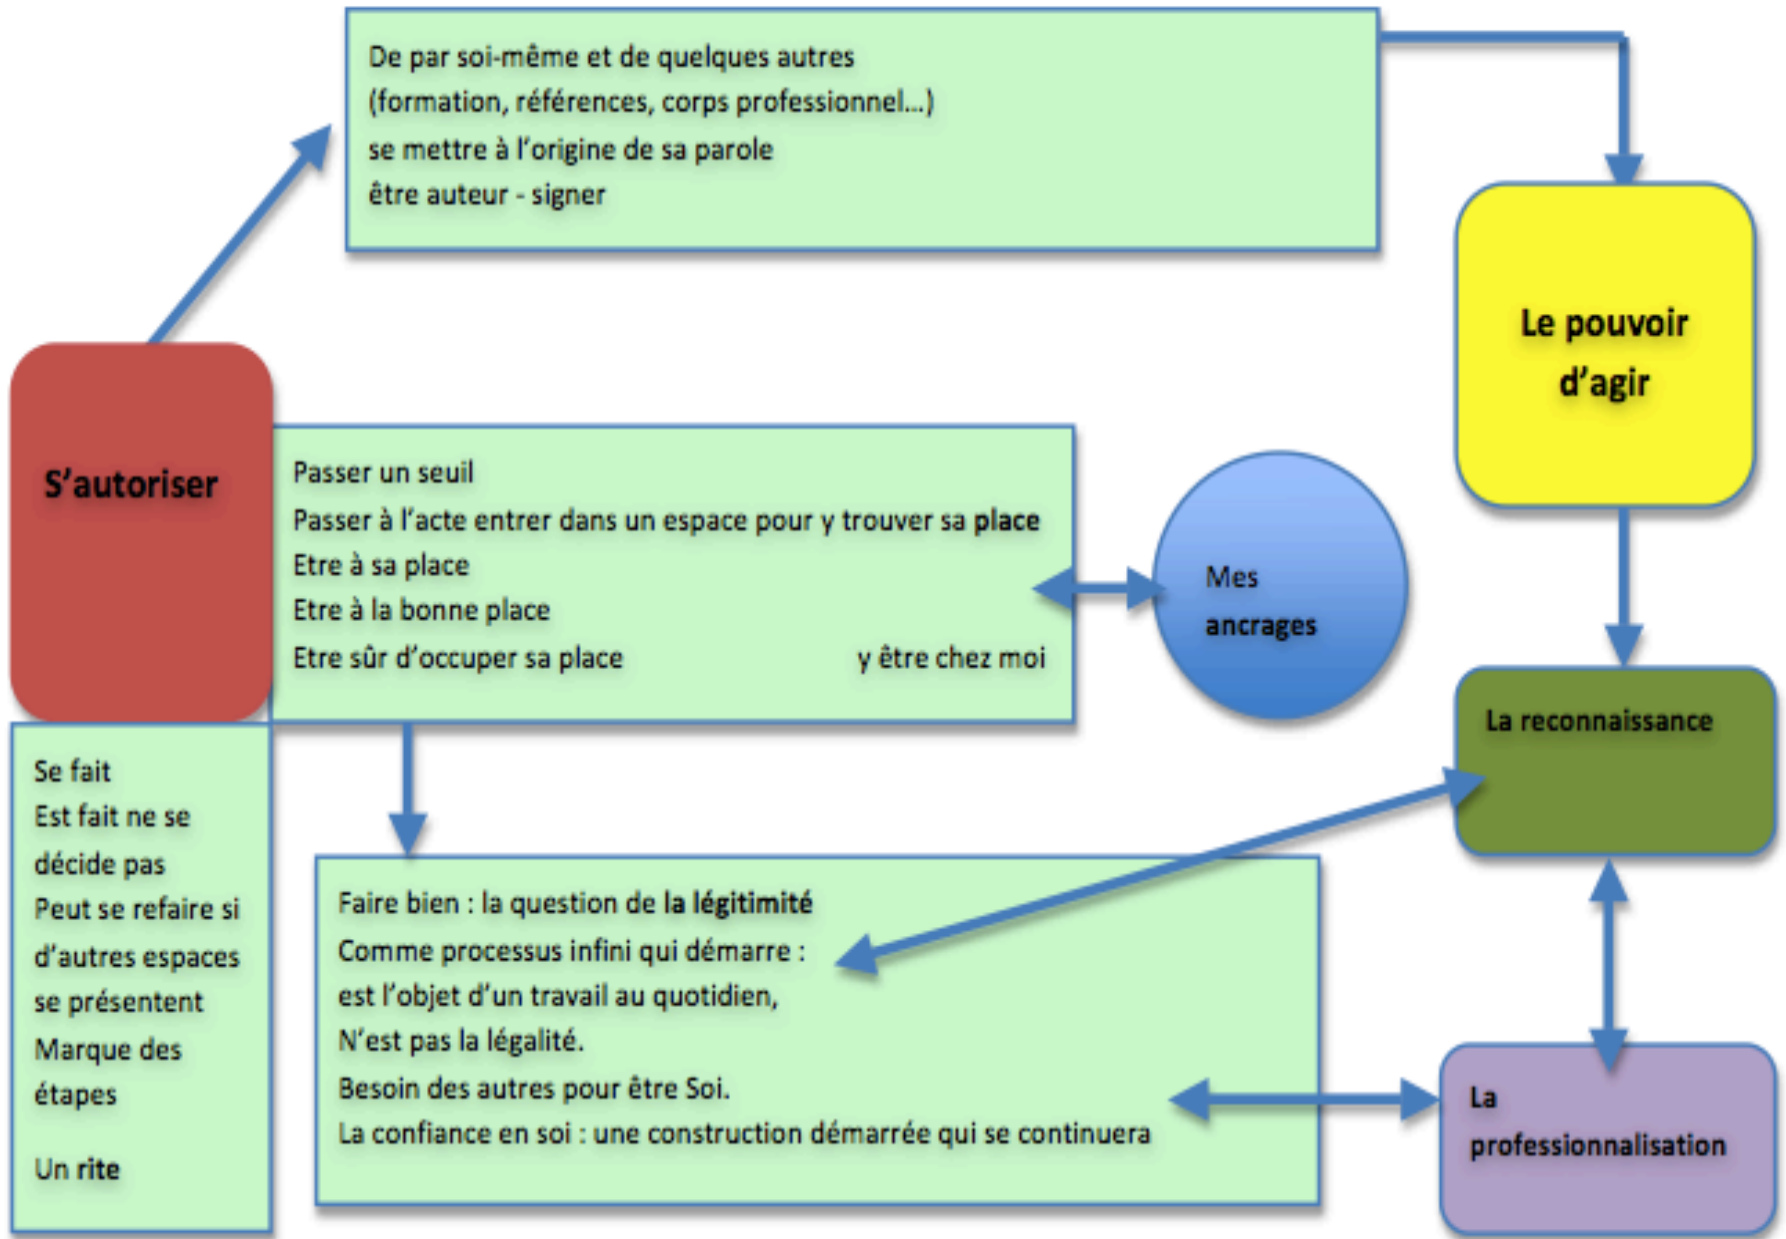 De par soi-même et de quelques autres
(formation, références, corps professionnel...)
se mettre à l'origine de sa parole
être auteur - signer
Le pouvoir
d'agir
S'autoriser
Passer un seuil
Passer à l'acte entrer dans un espace pour y trouver sa place
Etre à sa place
Etre à la bonne place
Etre sûr d'occuper sa place y être chez moi
Mes
ancrages
La reconnaissance
Se fait
Est fait ne se
décide pas
Peut se refaire si
d'autres espaces
se présentent
Marque des
étapes
Un rite
Faire bien : la question de la légitimité
Comme processus infini qui démarre :
est l'objet d'un travail au quotidien,
N'est pas la légalité.
Besoin des autres pour être Soi.
La confiance en soi : une construction démarrée qui se continuera
La
professionnalisation